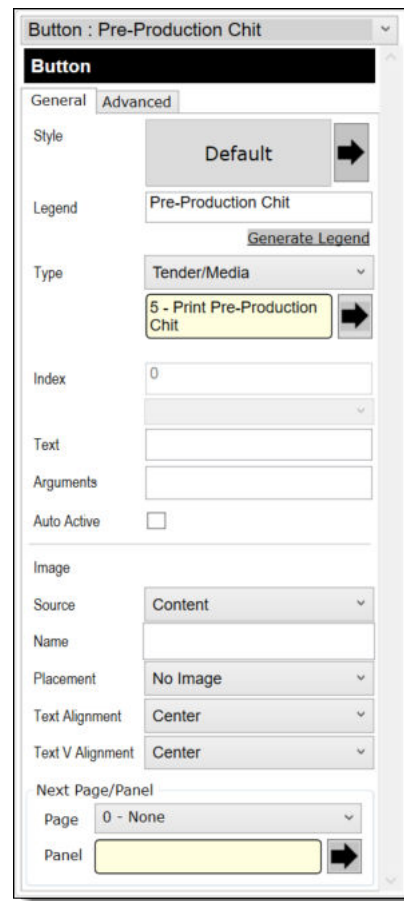 Button : Pre-Production Chit
Button
General Advanced
Style Default
Legend Pre-Production Chit
Generate Legend
Type Tender/Media
5 - Print Pre-Production
Chit
Index 0
Text
Arguments
Auto Active
Image
Source Content
Name
Placement No Image
Text Alignment Center
Text V Alignment Center
Next Page/Panel
Page 0 - None
Panel